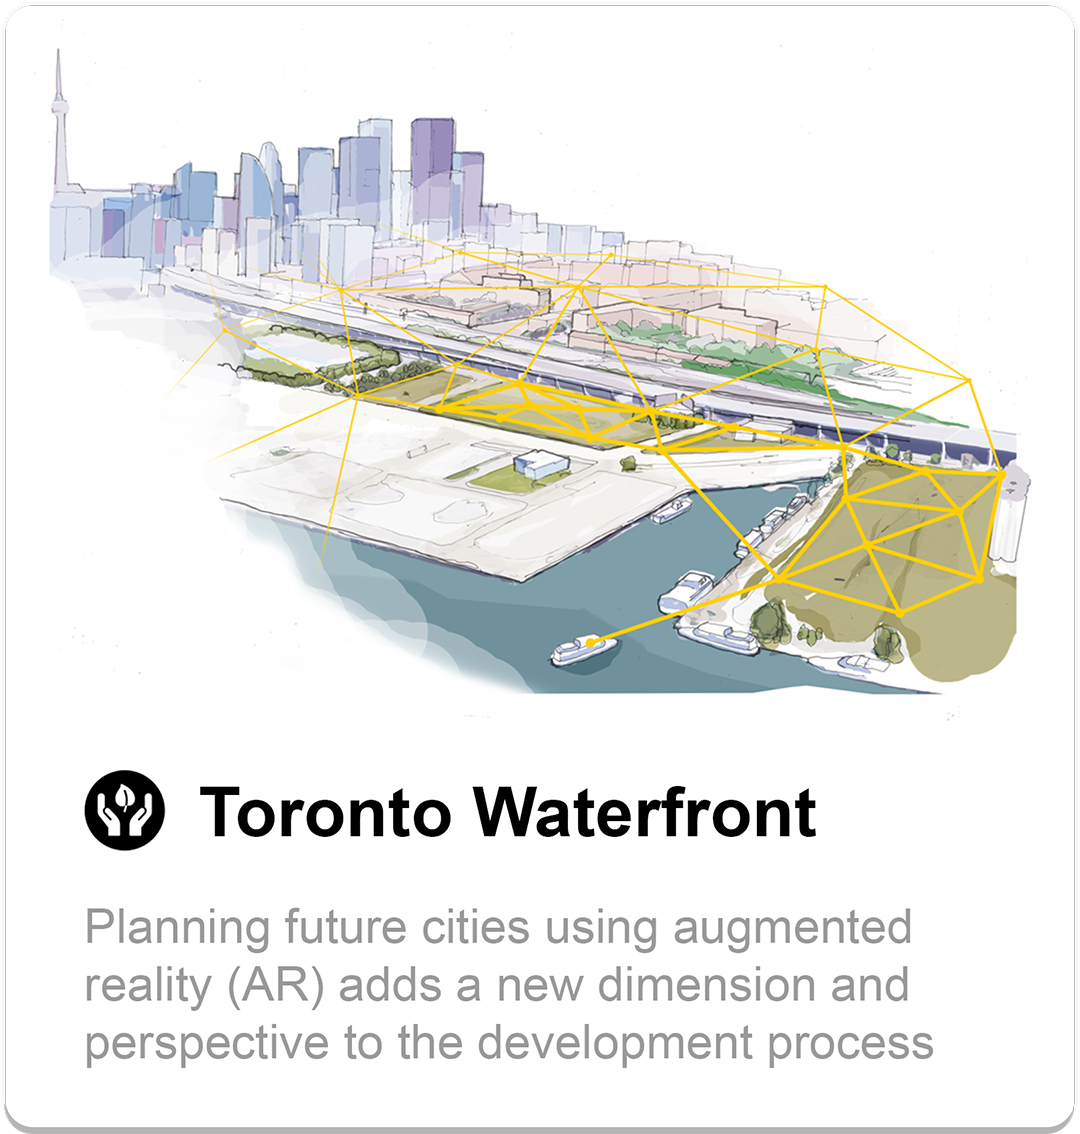 Toronto Waterfront
Planning future cities using augmented
reality (AR) adds a new dimension and
perspective to the development process